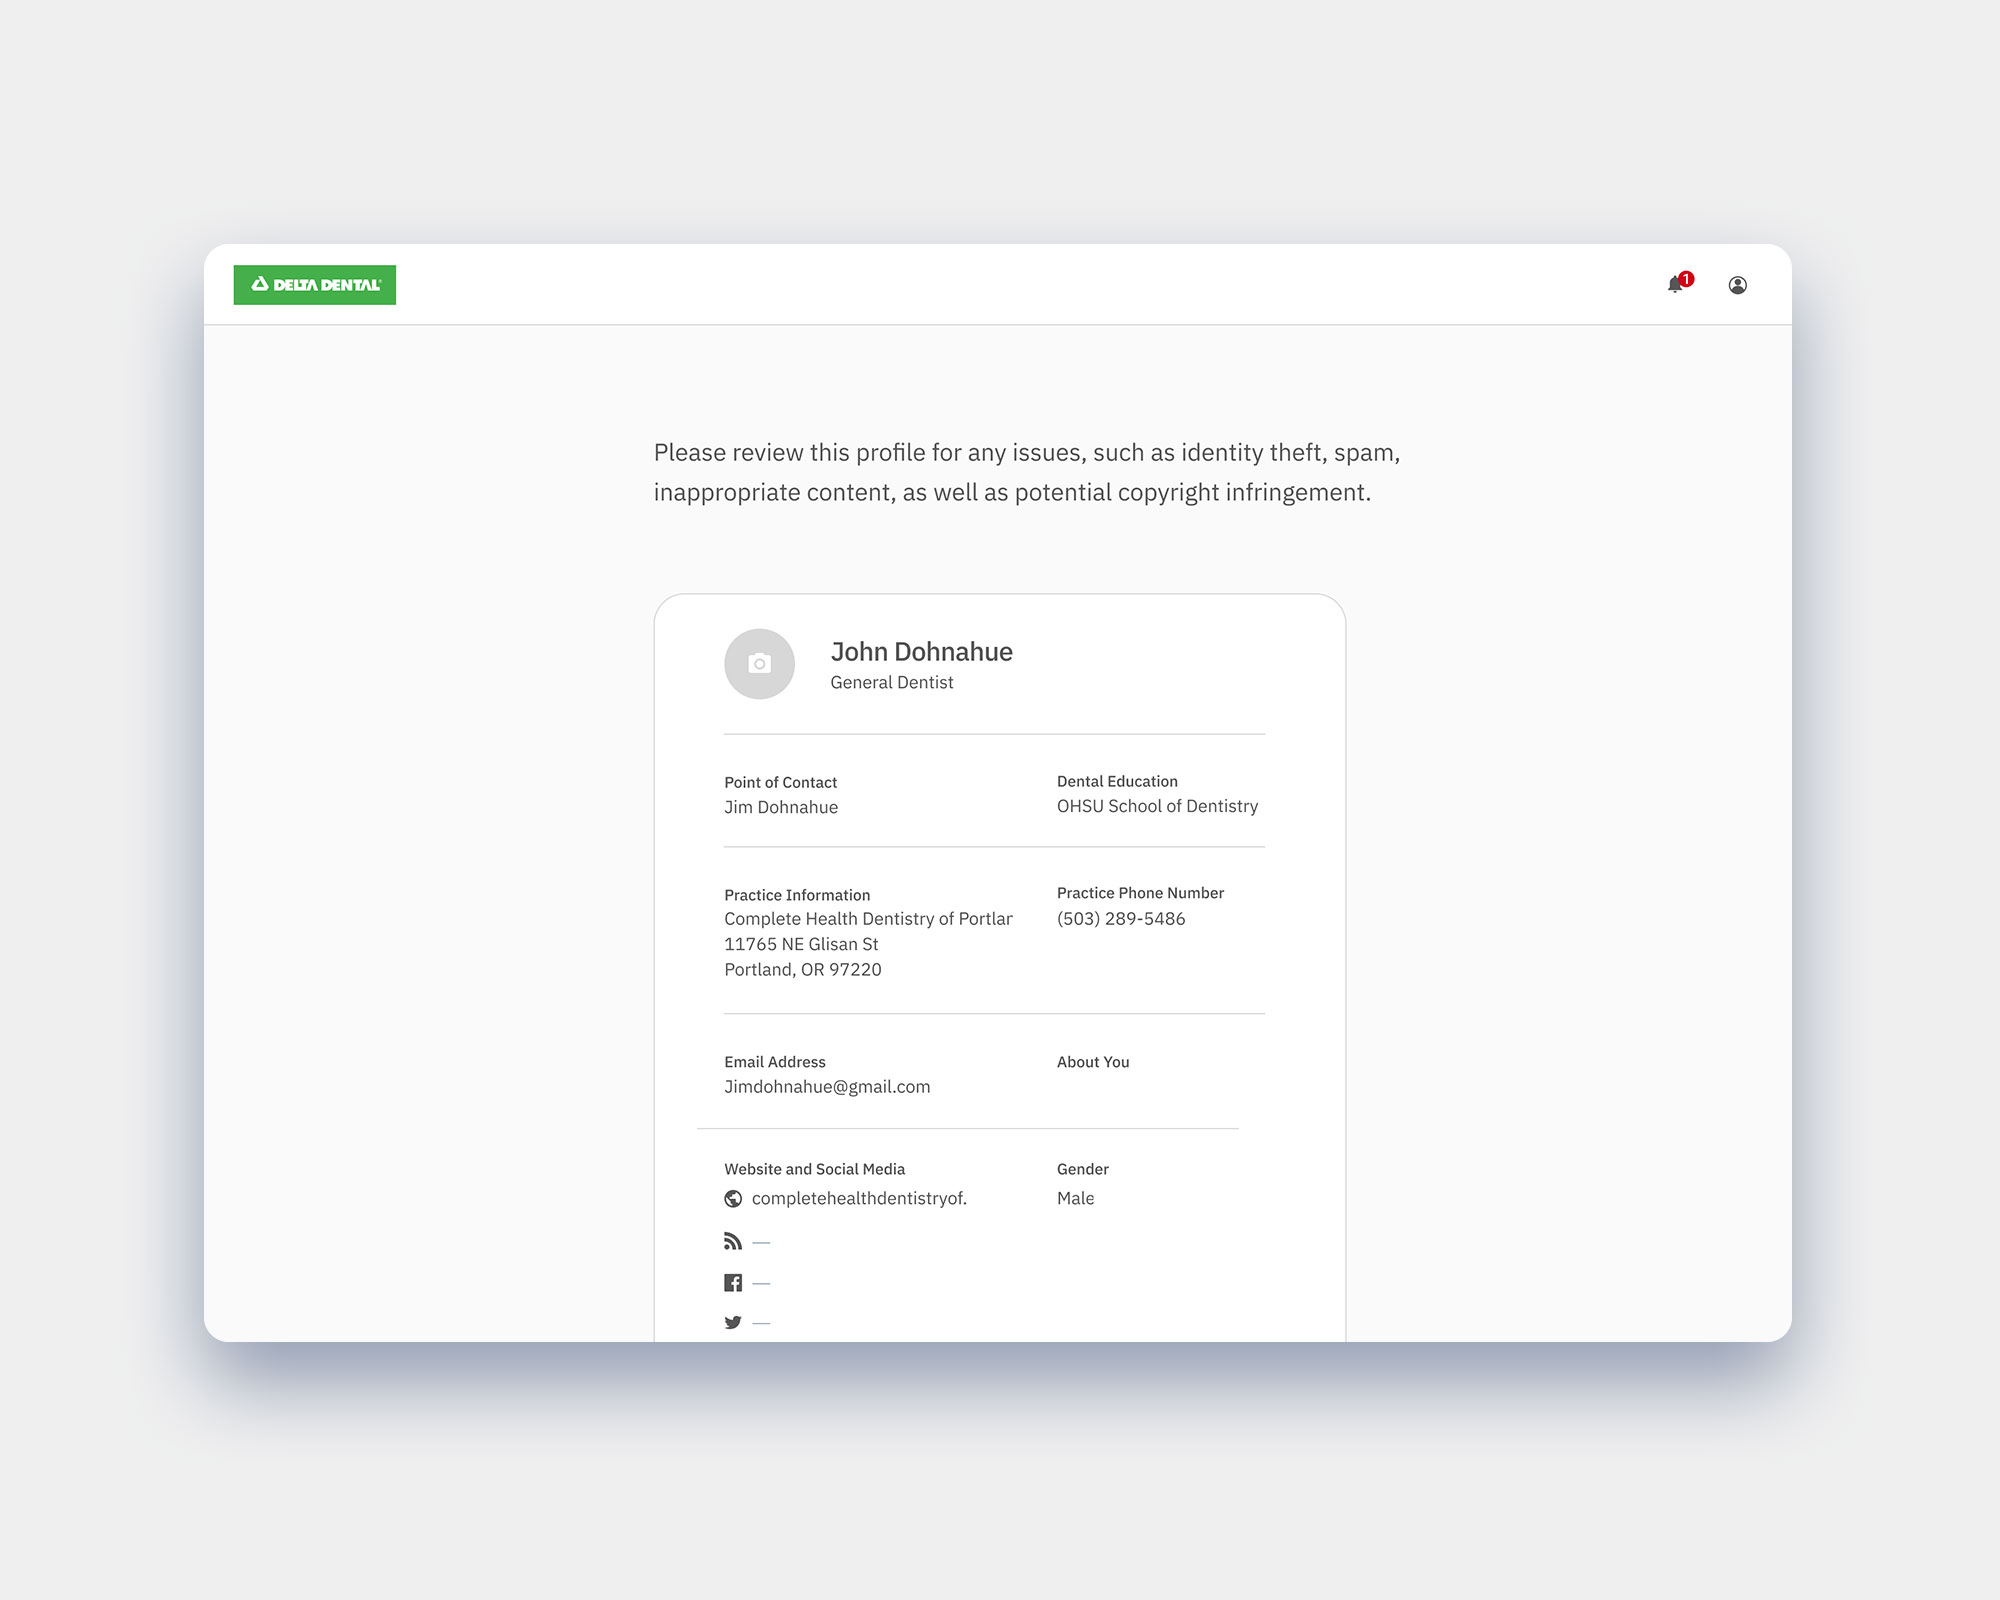 DELTA DENTAL
1
Please review this profile for any issues, such as identity theft, spam,
inappropriate content, as well as potential copyright infringement.
John Dohnahue
General Dentist
Point of Contact
Jim Dohnahue
Dental Education
OHSU School of Dentistry
Practice Information
Complete Health Dentistry of Portlar
11765 NE Glisan St
Portland, OR 97220
Practice Phone Number
(503) 289-5486
Email Address
Jimdohnahue@gmail.com
About You
Website and Social Media
completehealthdentistryof.
—
—
—
Gender
Male